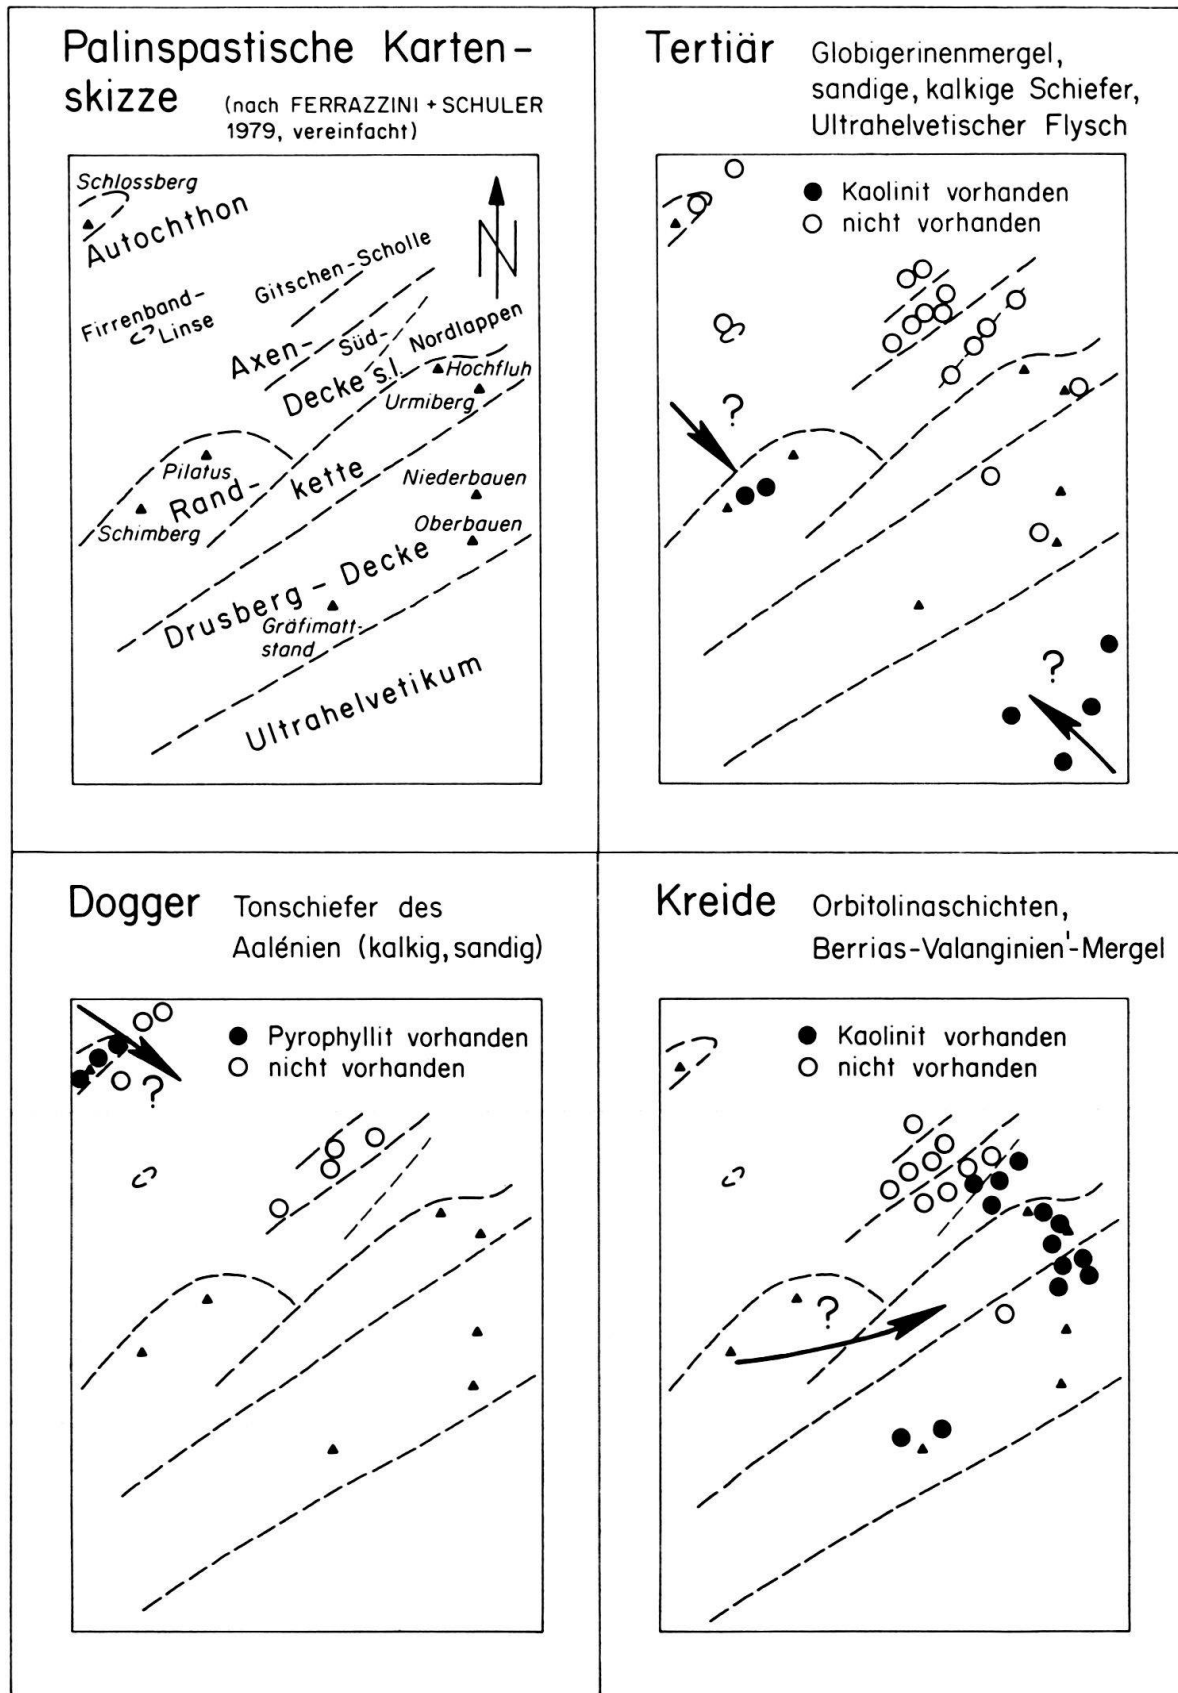 Palinspastische Karten-
skizze (nach FERRAZZINI + SCHULER
1979, vereinfacht)
Schlossberg
Autochthon
N
Gitschen-Scholle
Firrenband-
Linse
Axen-
Süd-
Nordlappen
Decke s.l.
Hochfluh
Urmiberg
Pilatus
Rand-
kette
Niederbauen
Schimberg
Oberbauen
Drusberg-Decke
Gräfimatt-
stand
Ultrahelvetikum
Tertiär Globigerinenmergel,
sandige, kalkige Schiefer,
Ultrahelvetischer Flysch
Kaolinit vorhanden
nicht vorhanden
?
?
Dogger Tonschiefer des
Aalénien (kalkig, sandig)
Pyrophyllit vorhanden
nicht vorhanden
?
Kreide Orbitolinaschichten,
Berrias-Valanginien'-Mergel
Kaolinit vorhanden
nicht vorhanden
?